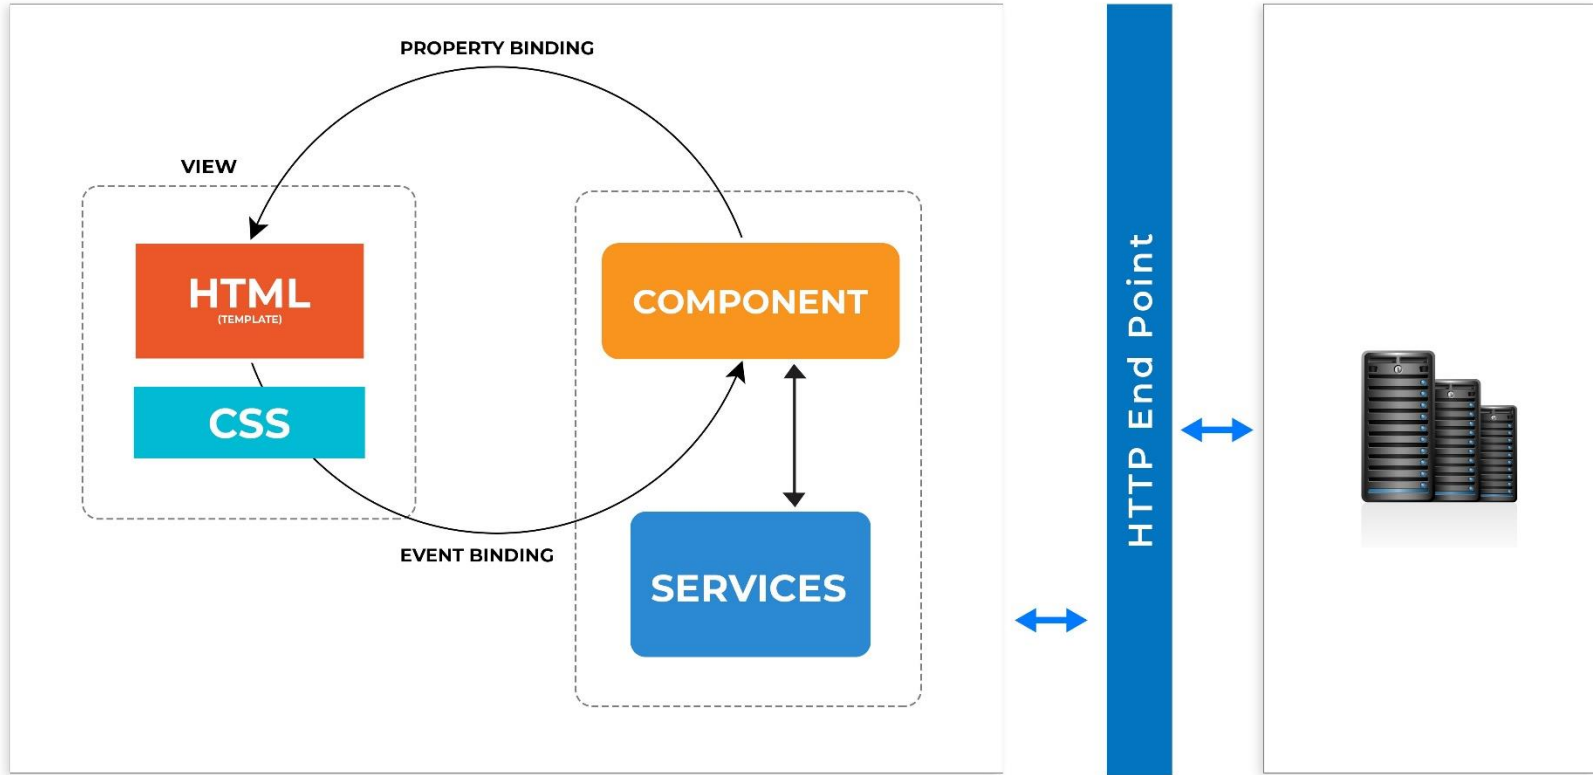 PROPERTY BINDING
VIEW
HTML
(TEMPLATE)
CSS
COMPONENT
EVENT BINDING
SERVICES
HTTP End Point